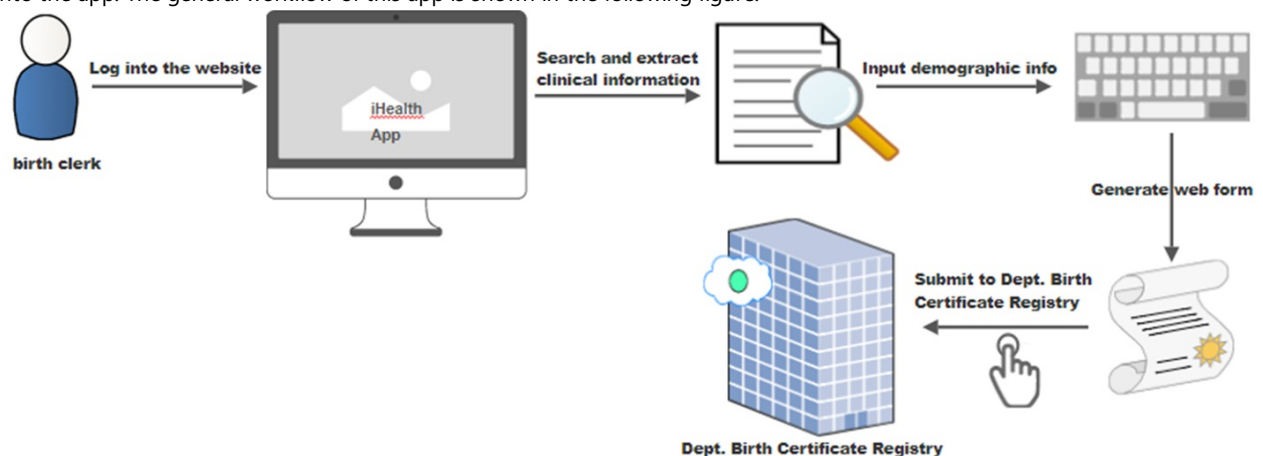 into the app. The general workflow of this app is shown in the following figure.
Log into the website
iHealth
App
birth clerk
Search and extract
clinical information
Input demographic info
Generate web form
Submit to Dept. Birth
Certificate Registry
Dept. Birth Certificate Registry